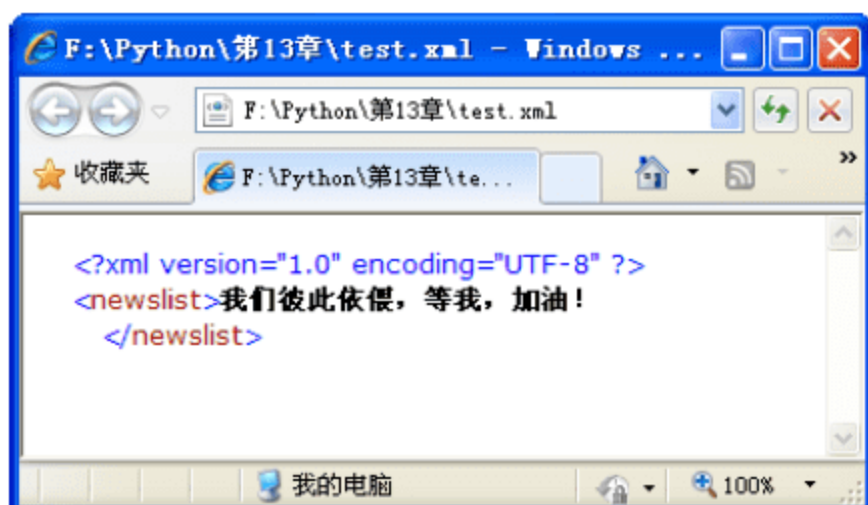 F:\Python\第13章\test.xml - Windows ...
F:\Python\第13章\test.xml
收藏夹
F:\Python\第13章\te...
»
<?xml version="1.0" encoding="UTF-8" ?>
<newslist>我们彼此依偎，等我，加油！
</newslist>
我的电脑
100%